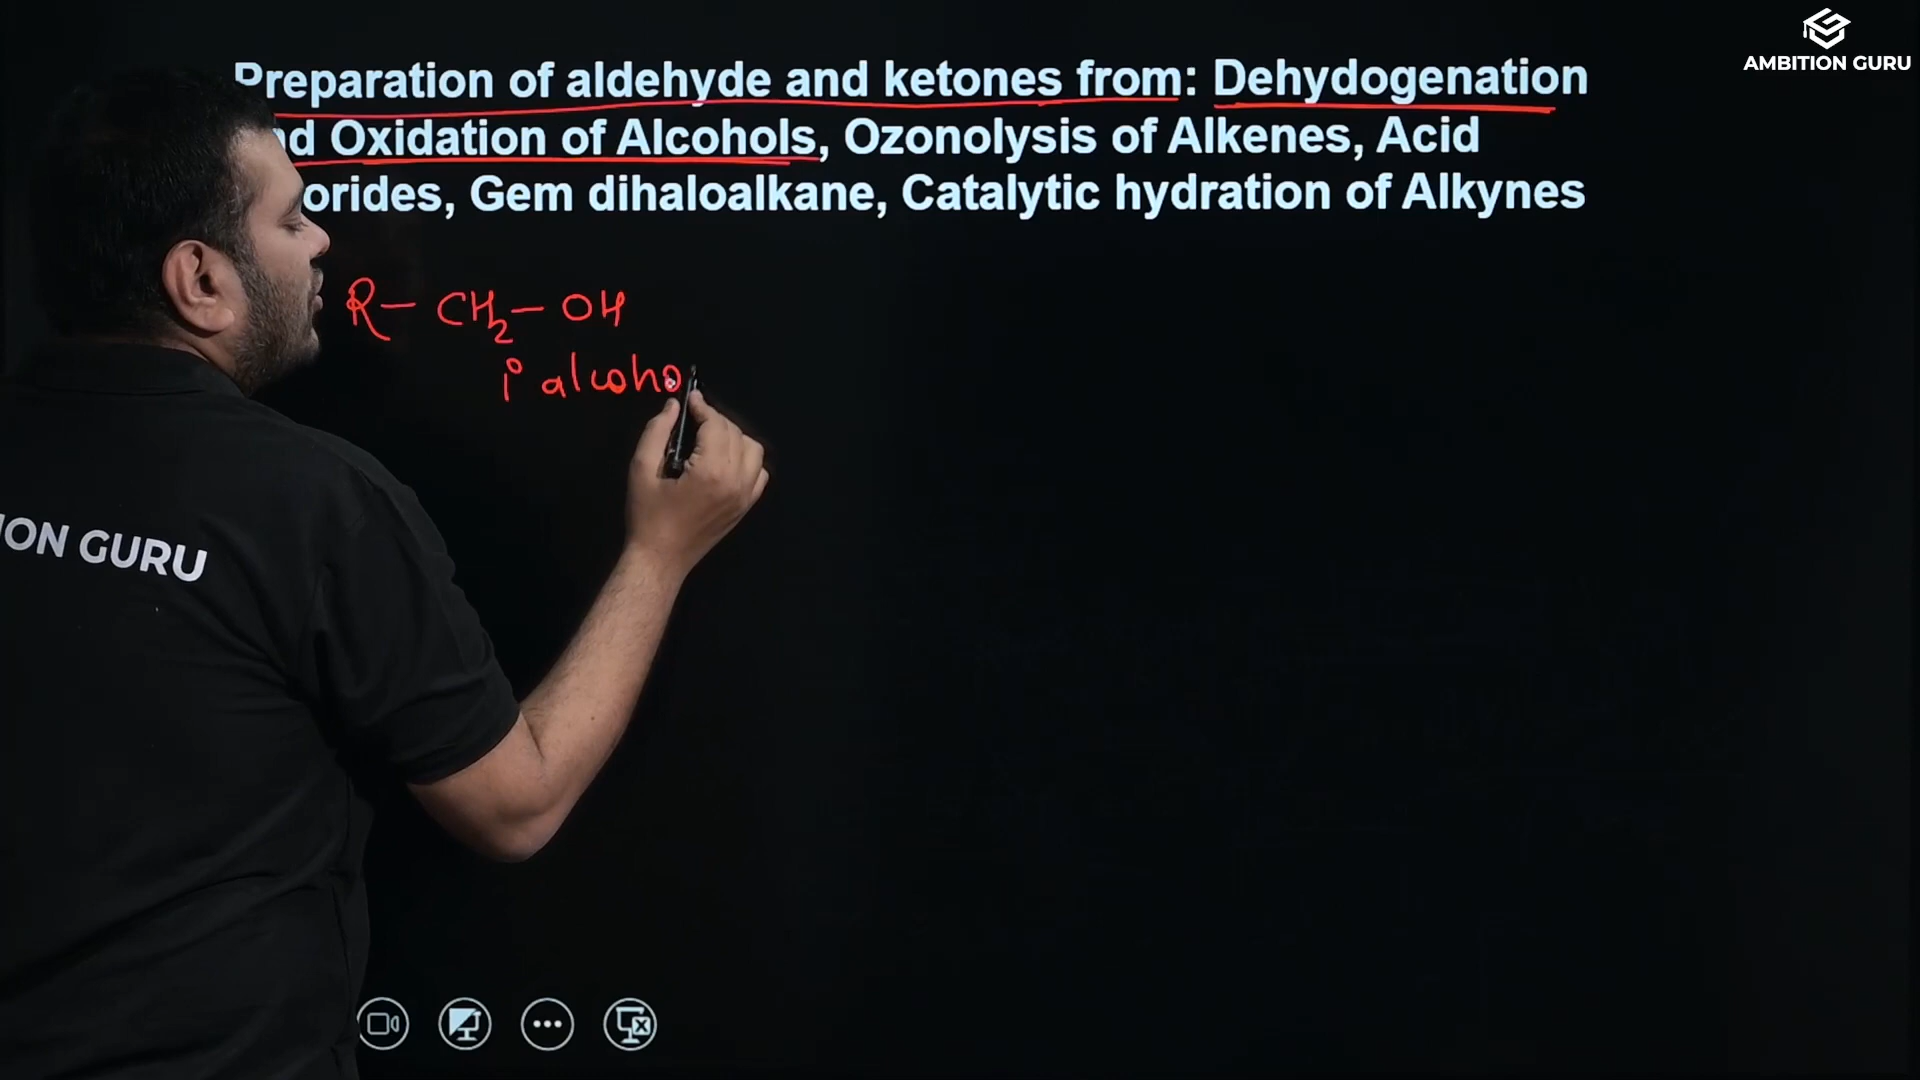 AMBITION GURU
Preparation of aldehyde and ketones from: Dehydogenation
nd Oxidation of Alcohols, Ozonolysis of Alkenes, Acid
orides, Gem dihaloalkane, Catalytic hydration of Alkynes
R - CH₂ - OH
1° alcoho
ION GURU